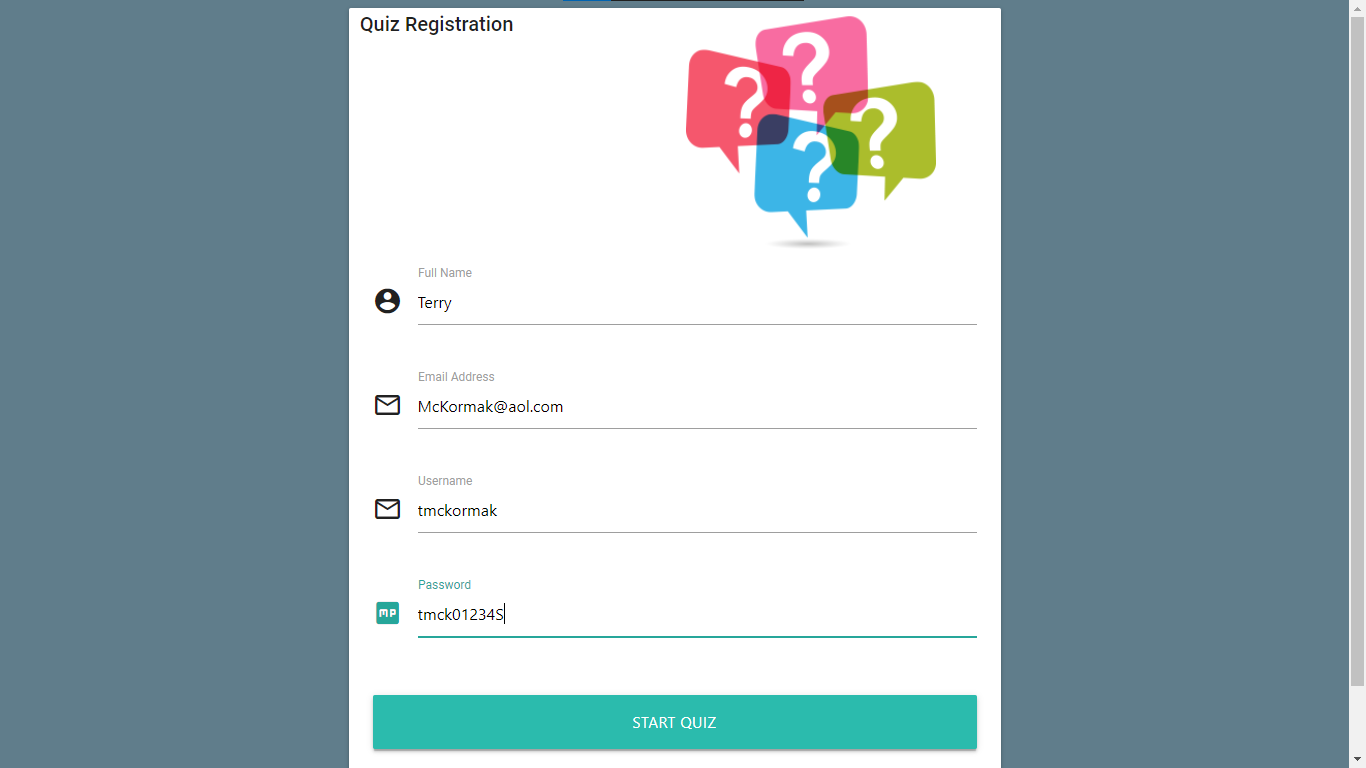 Quiz Registration
? ? ? ?
Full Name
Terry
Email Address
McKormak@aol.com
Username
tmckormak
Password
MP
tmck01234S
START QUIZ